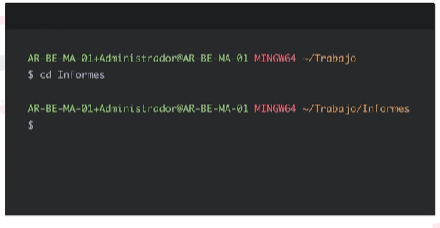 AR-BE-MA-01+Administrador@AR-BE-MA-01 MINGW64 ~/Trabajo
$ cd Informes
AR-BE-MA-01+Administrador@AR-BE-MA-01 MINGW64 ~/Trabajo/Informes
$